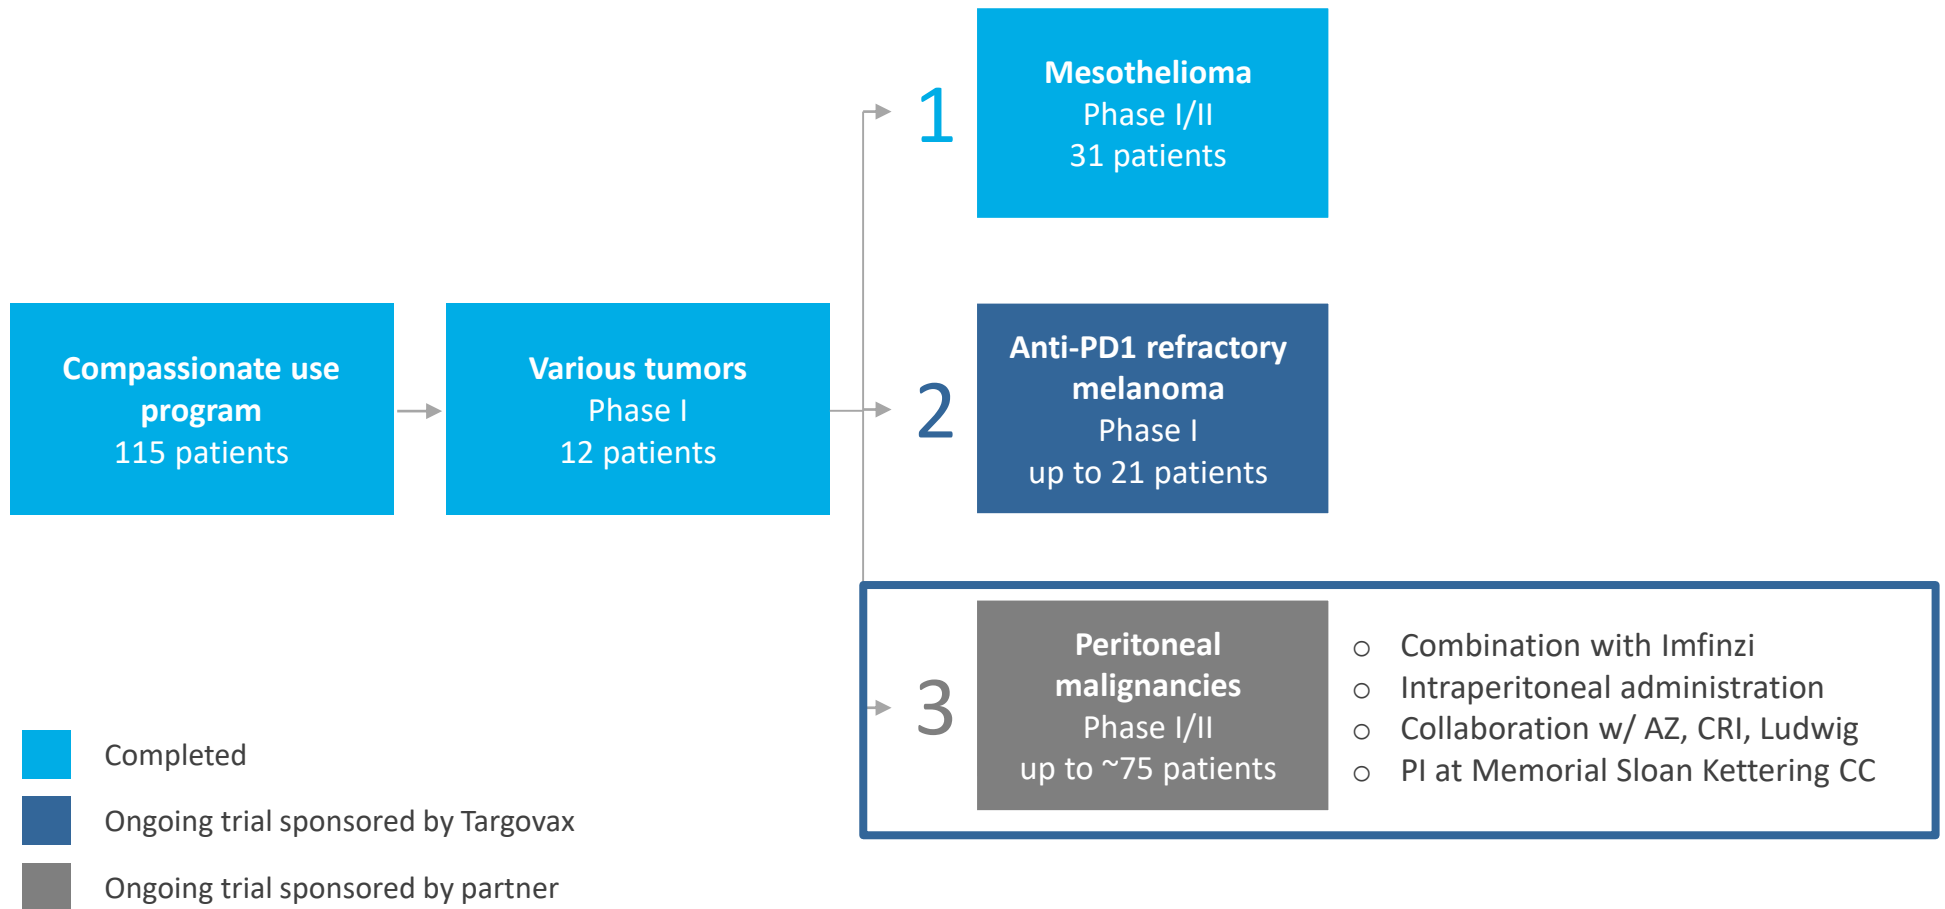 Compassionate use
program
115 patients
Various tumors
Phase I
12 patients
1
Mesothelioma
Phase I/II
31 patients
2
Anti-PD1 refractory
melanoma
Phase I
up to 21 patients
3
Peritoneal
malignancies
Phase I/II
up to ~75 patients
○ Combination with Imfinzi
○ Intraperitoneal administration
○ Collaboration w/ AZ, CRI, Ludwig
○ PI at Memorial Sloan Kettering CC
Completed
Ongoing trial sponsored by Targovax
Ongoing trial sponsored by partner